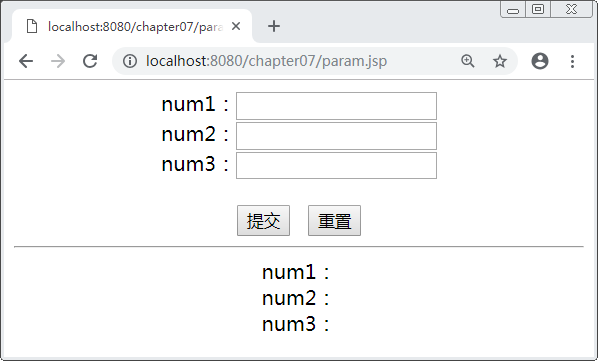 localhost:8080/chapter07/para
localhost:8080/chapter07/param.jsp
num1：
num2：
num3：
提交 重置
num1：
num2：
num3：